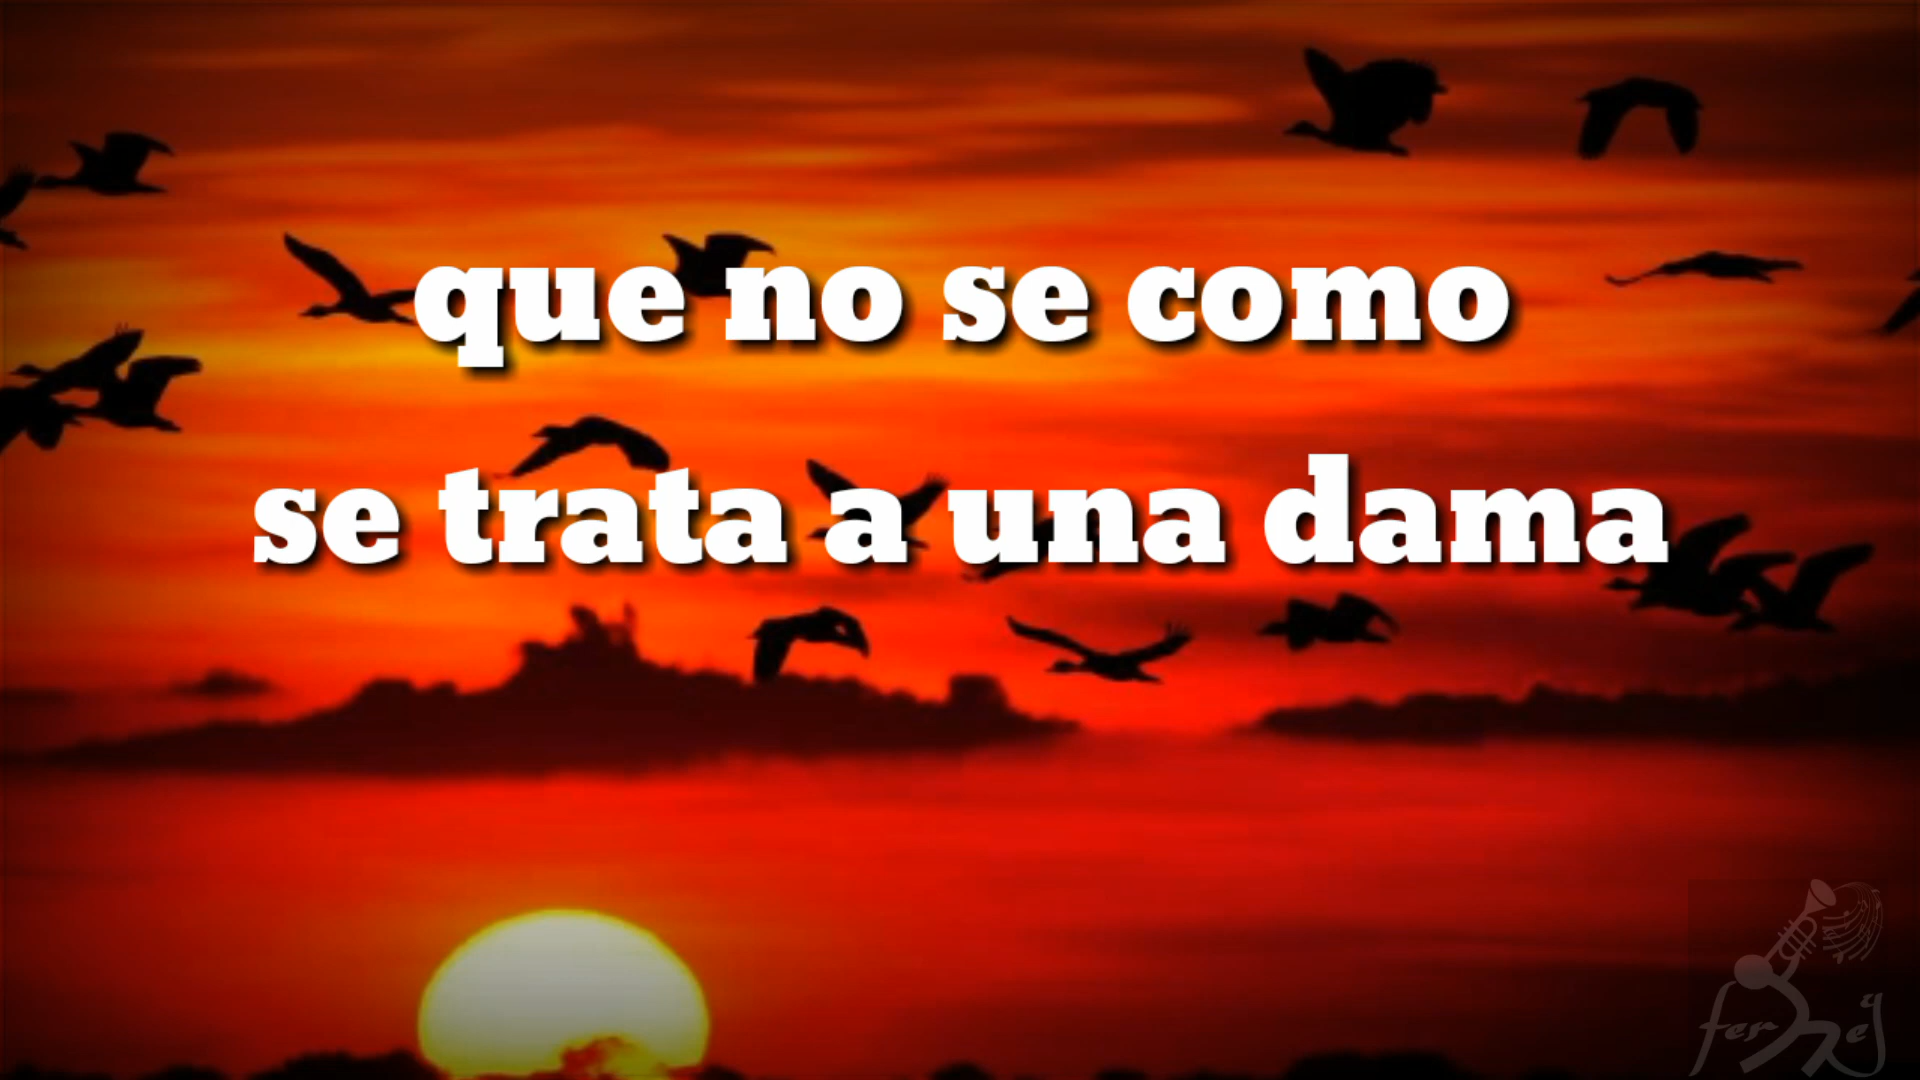 que no se como
se trata a una dama